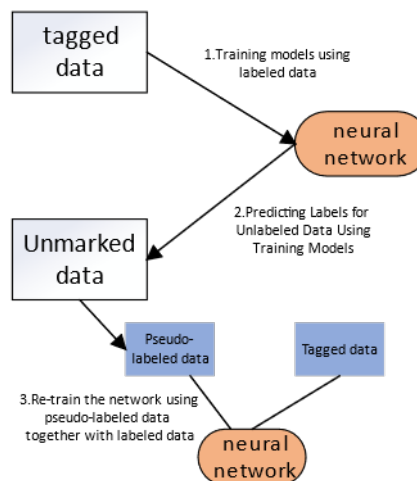 tagged
data
1.Training models using
labeled data
neural
network
2.Predicting Labels for
Unlabeled Data Using
Training Models
Unmarked
data
Pseudo-
labeled data
Tagged data
3.Re-train the network using
pseudo-labeled data
together with labeled data
neural
network